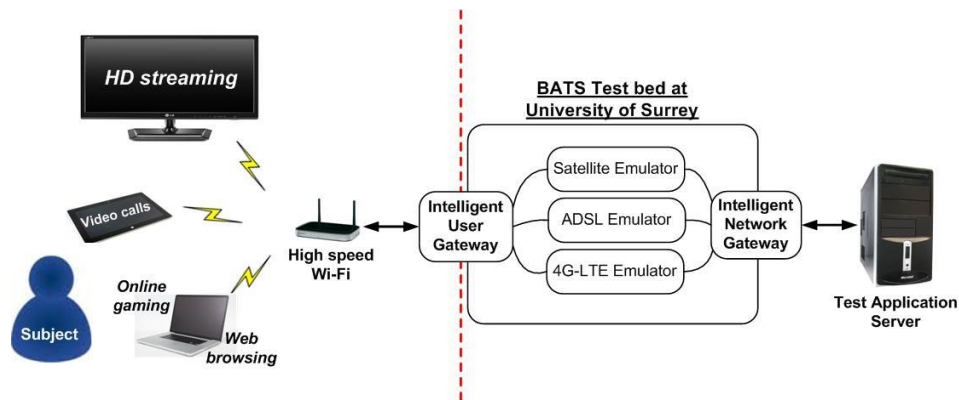 HD streaming
Video calls
Subject
Online
gaming
Web
browsing
High speed
Wi-Fi
BATS Test bed at
University of Surrey
Intelligent
User
Gateway
Satellite Emulator
ADSL Emulator
4G-LTE Emulator
Intelligent
Network
Gateway
Test Application
Server